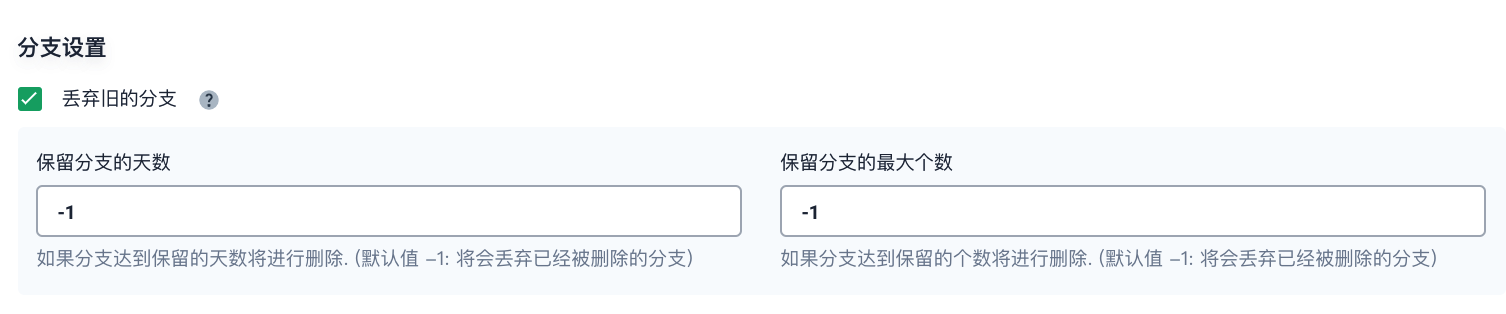 分支设置
丢弃旧的分支 ?
保留分支的天数
-1
如果分支达到保留的天数将进行删除. (默认值 –1: 将会丢弃已经被删除的分支)
保留分支的最大个数
-1
如果分支达到保留的个数将进行删除. (默认值 –1: 将会丢弃已经被删除的分支)